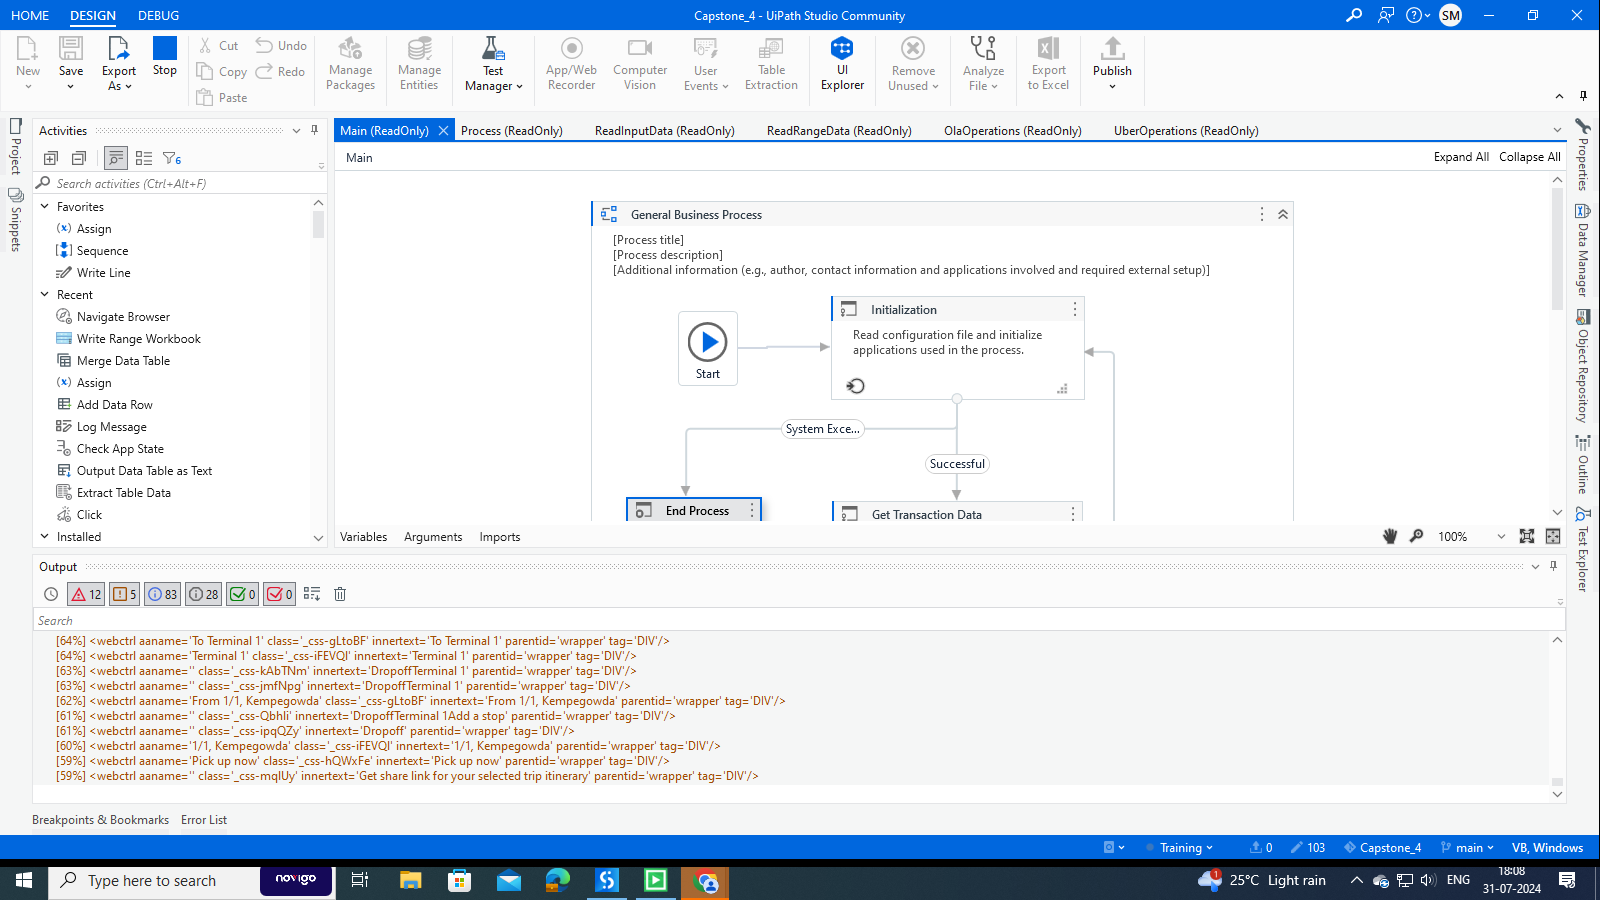 HOME DESIGN DEBUG
Capstone_4 - UiPath Studio Community
SM
New
Save
Export As
Stop
Cut
Copy
Paste
Undo
Redo
Manage Packages
Manage Entities
Test Manager
App/Web Recorder
Computer Vision
User Events
Table Extraction
UI Explorer
Remove Unused
Analyze File
Export to Excel
Publish
Project
Snippets
Activities
6
Search activities (Ctrl+Alt+F)
Favorites
Assign
Sequence
Write Line
Recent
Navigate Browser
Write Range Workbook
Merge Data Table
Assign
Add Data Row
Log Message
Check App State
Output Data Table as Text
Extract Table Data
Click
Installed
Main (ReadOnly) Process (ReadOnly) ReadInputData (ReadOnly) ReadRangeData (ReadOnly) OlaOperations (ReadOnly) UberOperations (ReadOnly)
Main
Expand All Collapse All
General Business Process
[Process title]
[Process description]
[Additional information (e.g., author, contact information and applications involved and required external setup)]
Start
Initialization
Read configuration file and initialize
applications used in the process.
System Exce...
Successful
End Process
Get Transaction Data
Variables Arguments Imports
100%
Properties
Data Manager
Object Repository
Outline
Test Explorer
Output
12 5 83 28 0 0
Search
[64%] <webctrl aaname='To Terminal 1' class='_css-gLtoBF' innertext='To Terminal 1' parentid='wrapper' tag='DIV'/>
[64%] <webctrl aaname='Terminal 1' class='_css-iFEVQI' innertext='Terminal 1' parentid='wrapper' tag='DIV'/>
[63%] <webctrl aaname='' class='_css-kAbTNm' innertext='DropoffTerminal 1' parentid='wrapper' tag='DIV'/>
[63%] <webctrl aaname='' class='_css-jmfNpg' innertext='DropoffTerminal 1' parentid='wrapper' tag='DIV'/>
[62%] <webctrl aaname='From 1/1, Kempegowda' class='_css-gLtoBF' innertext='From 1/1, Kempegowda' parentid='wrapper' tag='DIV'/>
[61%] <webctrl aaname='' class='_css-Qbhli' innertext='DropoffTerminal 1Add a stop' parentid='wrapper' tag='DIV'/>
[61%] <webctrl aaname='' class='_css-ipqQZy' innertext='Dropoff' parentid='wrapper' tag='DIV'/>
[60%] <webctrl aaname='1/1, Kempegowda' class='_css-iFEVQI' innertext='1/1, Kempegowda' parentid='wrapper' tag='DIV'/>
[59%] <webctrl aaname='Pick up now' class='_css-hQWxFe' innertext='Pick up now' parentid='wrapper' tag='DIV'/>
[59%] <webctrl aaname='' class='_css-mqlUy' innertext='Get share link for your selected trip itinerary' parentid='wrapper' tag='DIV'/>
Breakpoints & Bookmarks Error List
Training 0 103 Capstone_4 main VB, Windows
Type here to search
novigo
1
25°C Light rain
ENG
18:08
31-07-2024